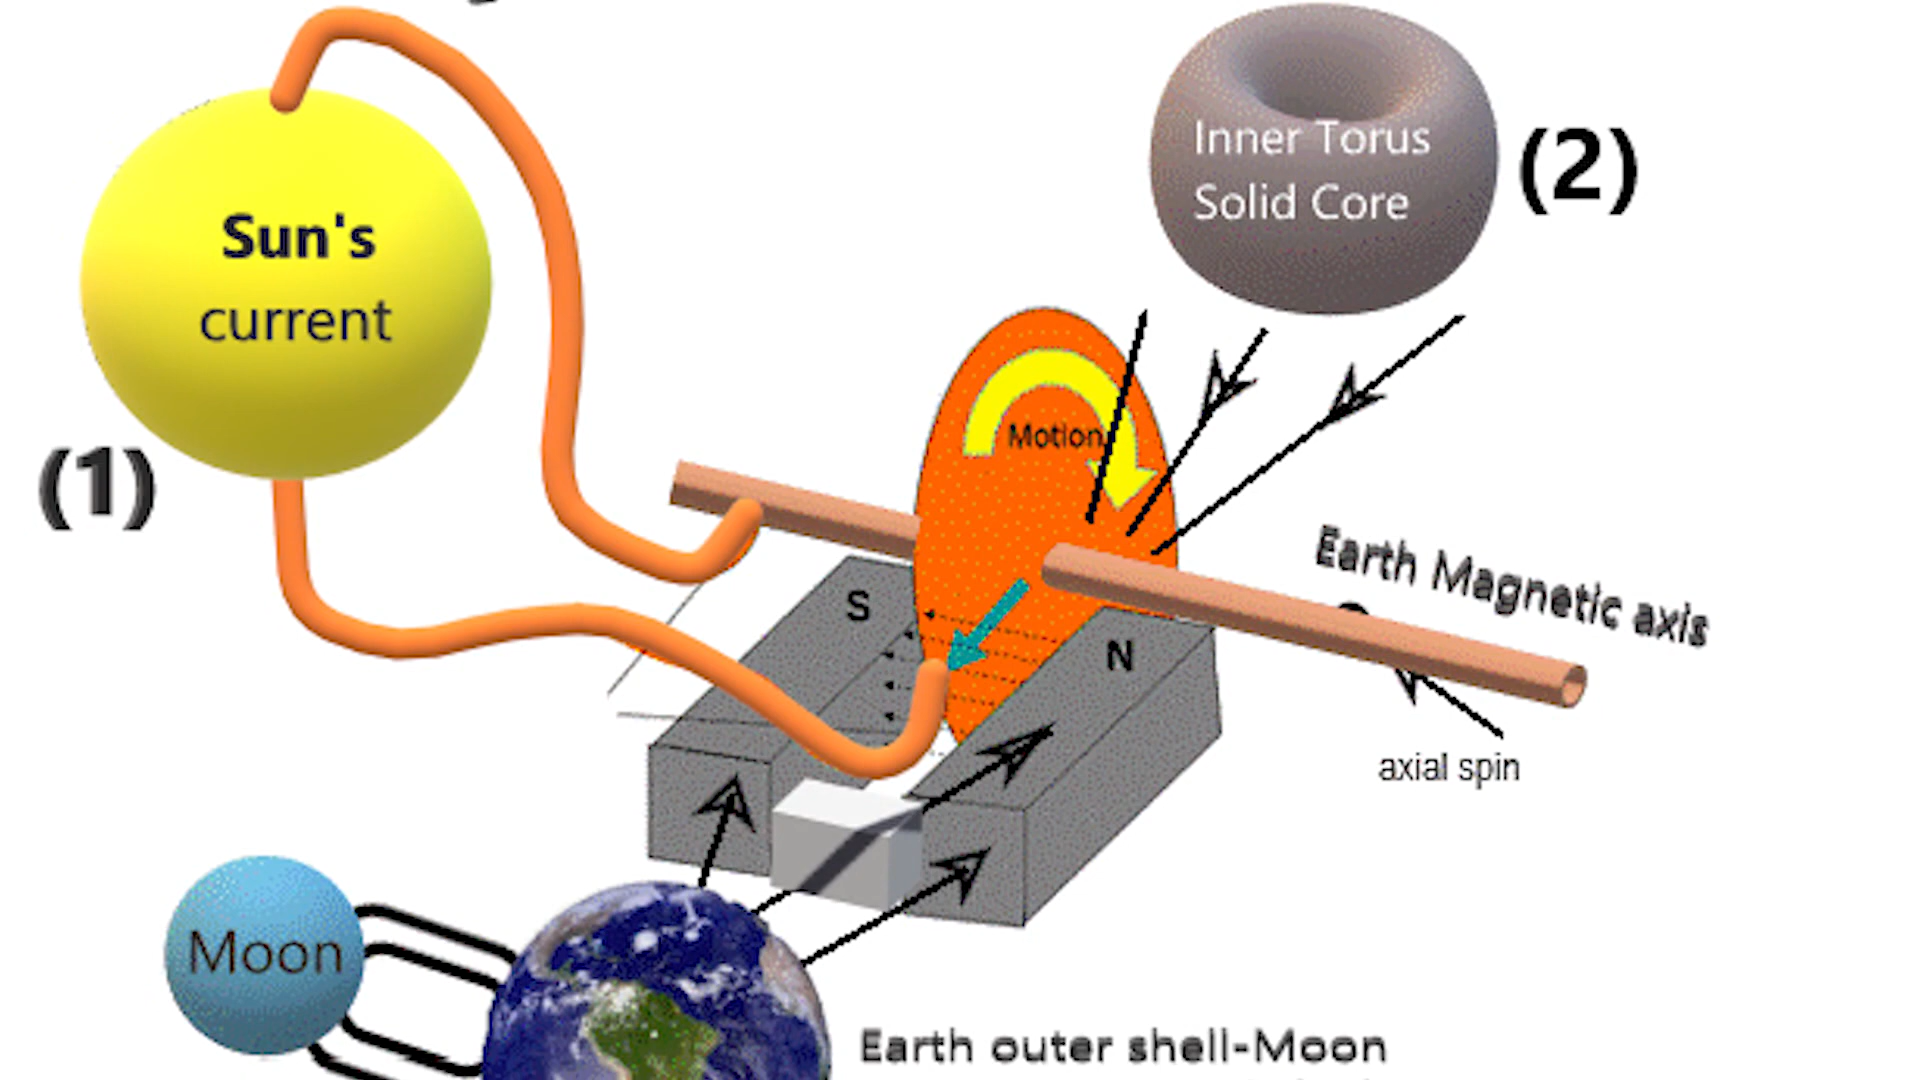 Sun's
current
(1)
Inner Torus
Solid Core
(2)
Motion
S
N
Earth Magnetic axis
axial spin
Moon
Earth outer shell-Moon